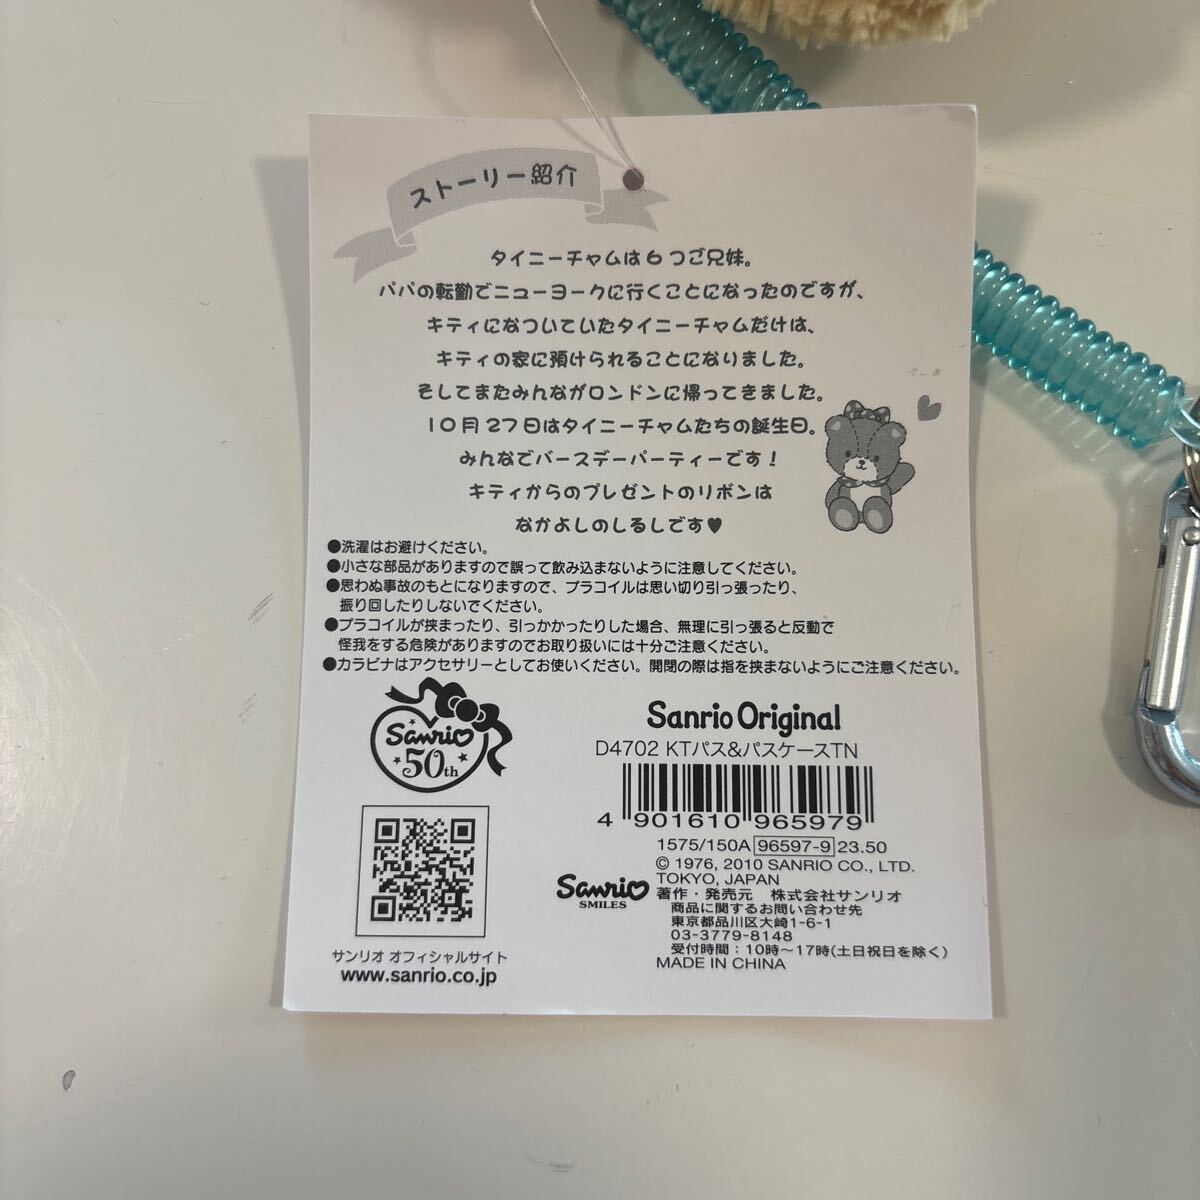 ストーリー紹介
タイニーチャムは6つご兄妹。
パパの転勤でニューヨークに行くことになったのですが、
キティになついていたタイニーチャムだけは、
キティの家に預けられることになりました。
そしてまたみんながロンドンに帰ってきました。
10月27日はタイニーチャムたちの誕生日。
みんなでバースデーパーティーです！
キティからのプレゼントのリボンは
なかよしのしるしです♥
●洗濯はお避けください。
●小さな部品がありますので誤って飲み込まないように注意してください。
●思わぬ事故のもとになりますので、プラコイルは思い切り引っ張ったり、
振り回したりしないでください。
●プラコイルが挟まったり、引っかかったりした場合、無理に引っ張ると反動で
怪我をする危険がありますのでお取り扱いには十分ご注意ください。
●カラビナはアクセサリーとしてお使いください。開閉の際は指を挟まないようにご注意ください。
Sanrio
50th
サンリオ オフィシャルサイト
www.sanrio.co.jp
Sanrio Original
D4702 KTパス&パスケースTN
4 901610 965979
1575/150A 96597-9 23.50
© 1976, 2010 SANRIO CO., LTD.
TOKYO, JAPAN
Sanrio
SMILES
著作・発売元 株式会社サンリオ
商品に関するお問い合わせ先
東京都品川区大崎1-6-1
03-3779-8148
受付時間：10時〜17時(土日祝日を除く)
MADE IN CHINA